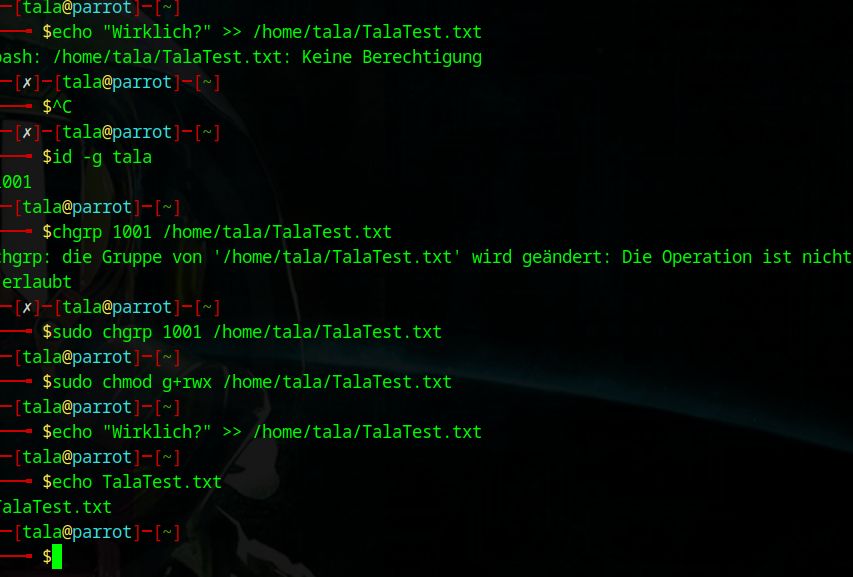 ─[tala@parrot]─[~]
──╼ $echo "Wirklich?" >> /home/tala/TalaTest.txt
bash: /home/tala/TalaTest.txt: Keine Berechtigung
─[✗]─[tala@parrot]─[~]
──╼ $^C
─[✗]─[tala@parrot]─[~]
──╼ $id -g tala
1001
─[tala@parrot]─[~]
──╼ $chgrp 1001 /home/tala/TalaTest.txt
chgrp: die Gruppe von '/home/tala/TalaTest.txt' wird geändert: Die Operation ist nicht
erlaubt
─[✗]─[tala@parrot]─[~]
──╼ $sudo chgrp 1001 /home/tala/TalaTest.txt
─[tala@parrot]─[~]
──╼ $sudo chmod g+rwx /home/tala/TalaTest.txt
─[tala@parrot]─[~]
──╼ $echo "Wirklich?" >> /home/tala/TalaTest.txt
─[tala@parrot]─[~]
──╼ $echo TalaTest.txt
TalaTest.txt
─[tala@parrot]─[~]
──╼ $